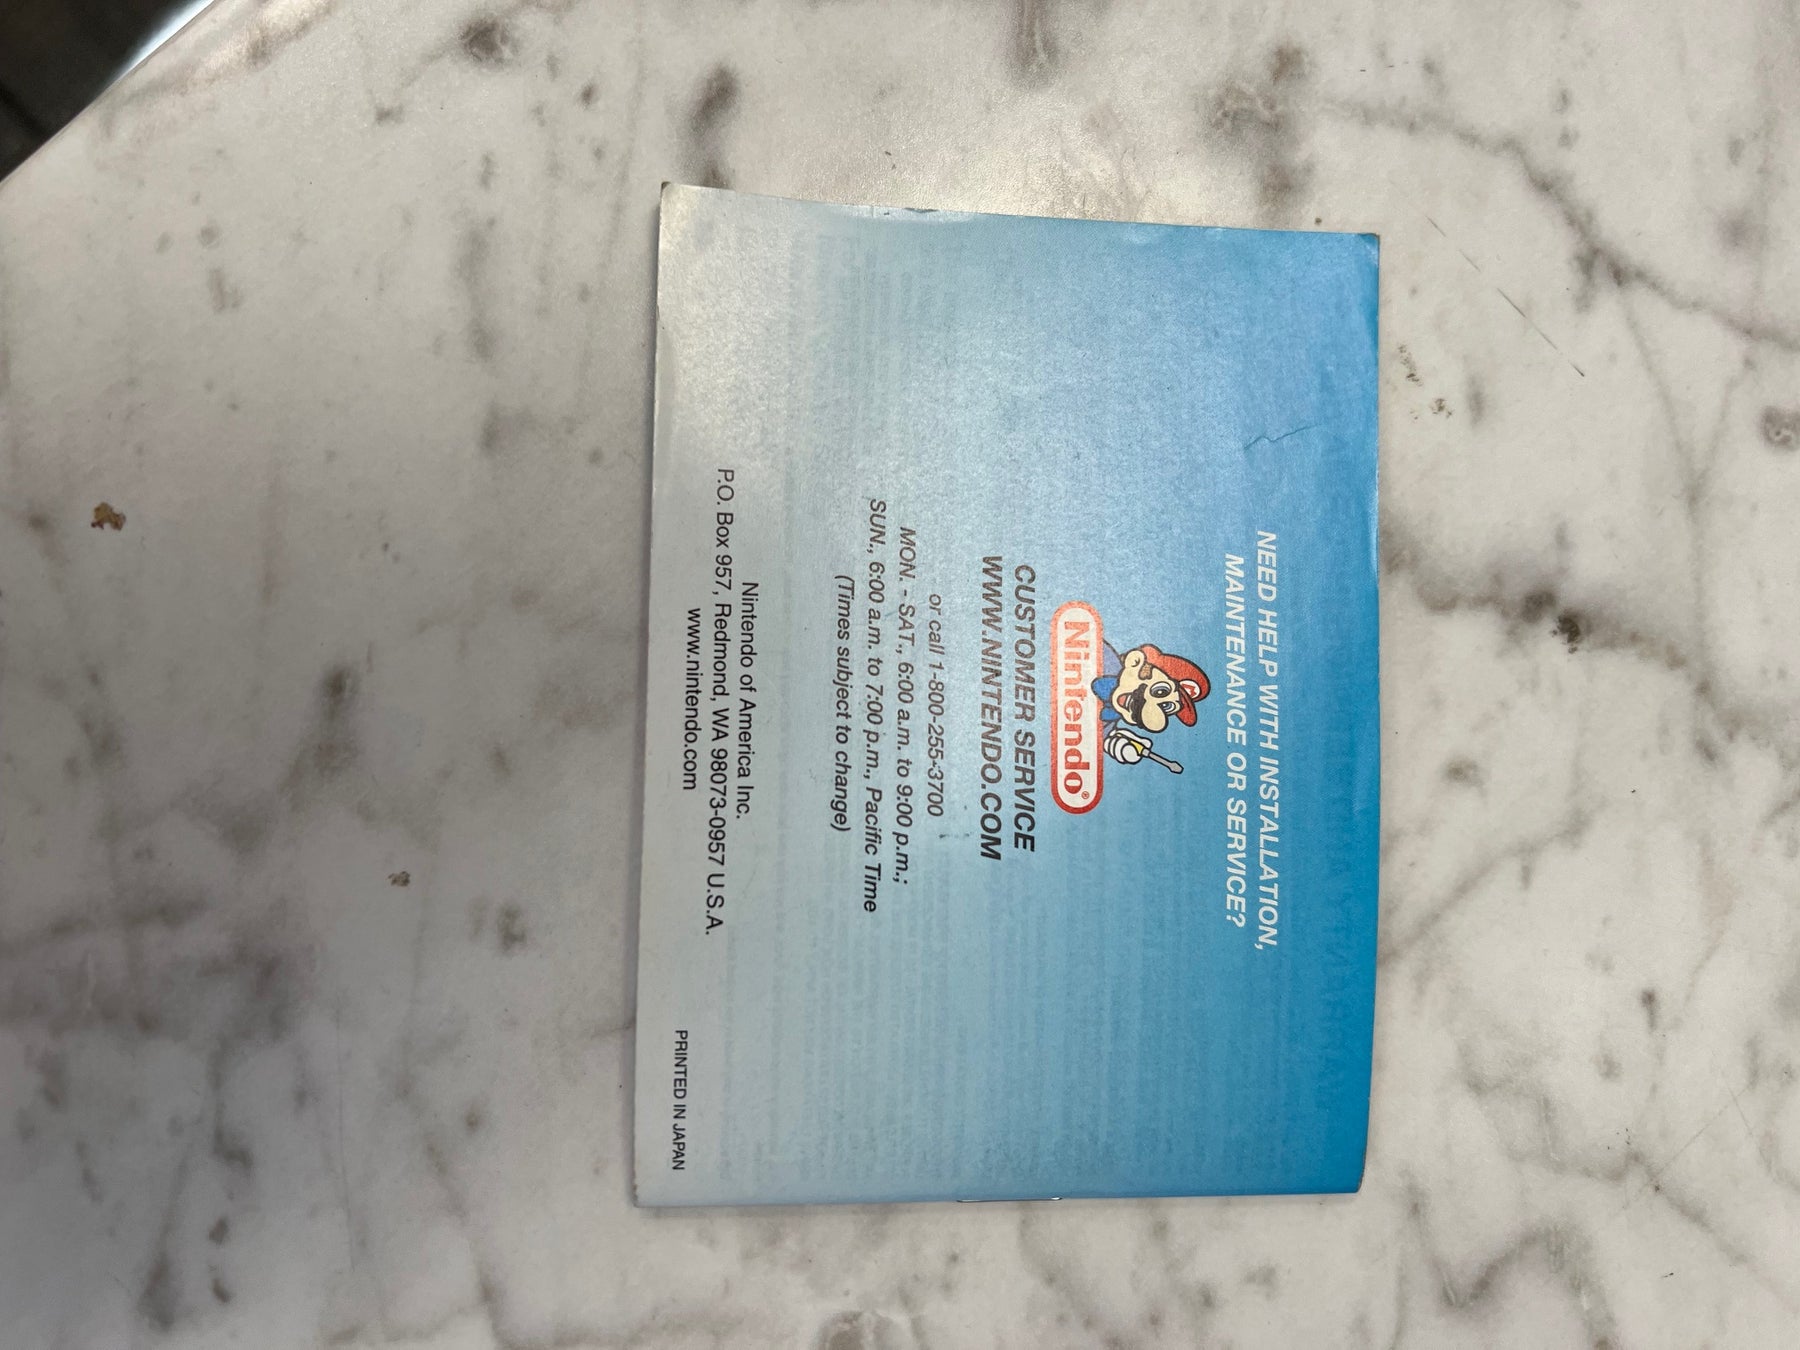 NEED HELP WITH INSTALLATION,
MAINTENANCE OR SERVICE?
Nintendo®
CUSTOMER SERVICE
WWW.NINTENDO.COM
or call 1-800-255-3700
MON. - SAT., 6:00 a.m. to 9:00 p.m.;
SUN., 6:00 a.m. to 7:00 p.m., Pacific Time
(Times subject to change)
Nintendo of America Inc.
P.O. Box 957, Redmond, WA 98073-0957 U.S.A.
www.nintendo.com
PRINTED IN JAPAN